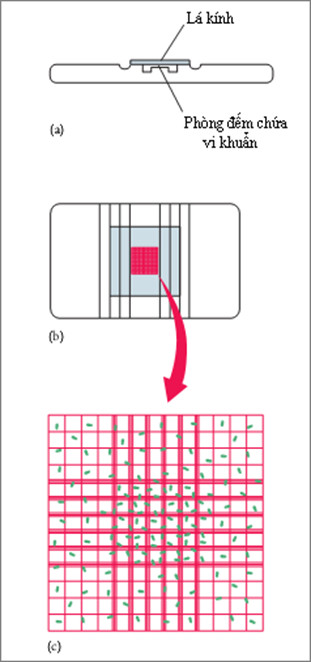 Lá kính
Phòng đếm chứa
vi khuẩn
(a)
(b)
(c)